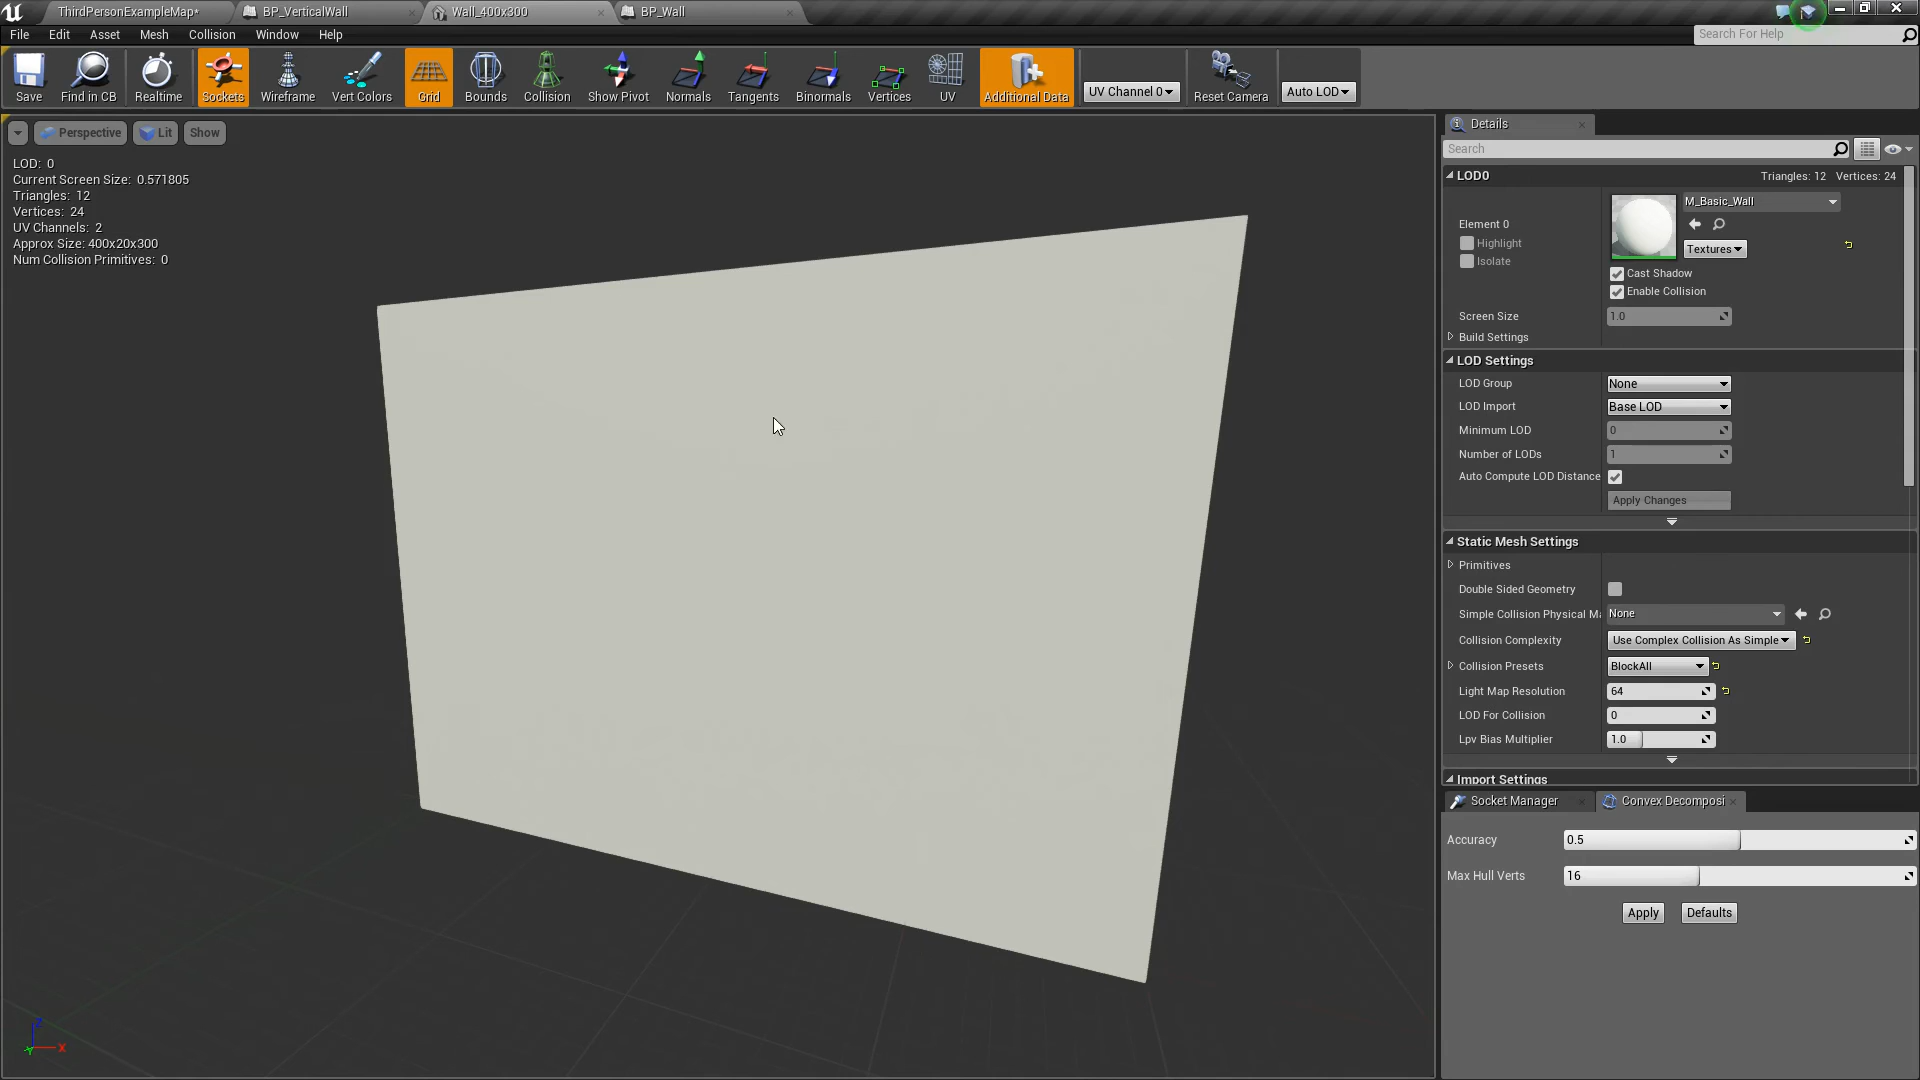 ThirdPersonExampleMap*
BP_VerticalWall
Wall_400x300
BP_Wall
File Edit Asset Mesh Collision Window Help
Search For Help
Save
Find in CB
Realtime
Sockets
Wireframe
Vert Colors
Grid
Bounds
Collision
Show Pivot
Normals
Tangents
Binormals
Vertices
UV
Additional Data
UV Channel 0
Reset Camera
Auto LOD
Perspective
Lit
Show
LOD: 0
Current Screen Size: 0.571805
Triangles: 12
Vertices: 24
UV Channels: 2
Approx Size: 400x20x300
Num Collision Primitives: 0
Z
X
Y
Details
Search
LOD0
Triangles: 12 Vertices: 24
Element 0
Highlight
Isolate
M_Basic_Wall
Textures
Cast Shadow
Enable Collision
Screen Size 1.0
Build Settings
LOD Settings
LOD Group None
LOD Import Base LOD
Minimum LOD 0
Number of LODs 1
Auto Compute LOD Distance
Apply Changes
Static Mesh Settings
Primitives
Double Sided Geometry
Simple Collision Physical Ma None
Collision Complexity Use Complex Collision As Simple
Collision Presets BlockAll
Light Map Resolution 64
LOD For Collision 0
Lpv Bias Multiplier 1.0
Import Settings
Socket Manager
Convex Decomposi
Accuracy 0.5
Max Hull Verts 16
Apply
Defaults